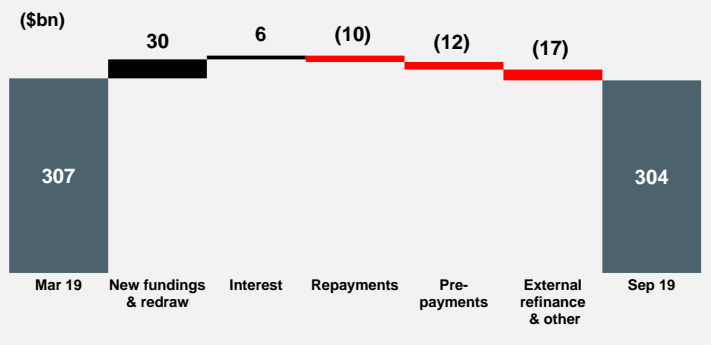 ($bn)
30
6
(10)
(12)
(17)
307
304
Mar 19
New fundings
& redraw
Interest
Repayments
Pre-
payments
External
refinance
& other
Sep 19